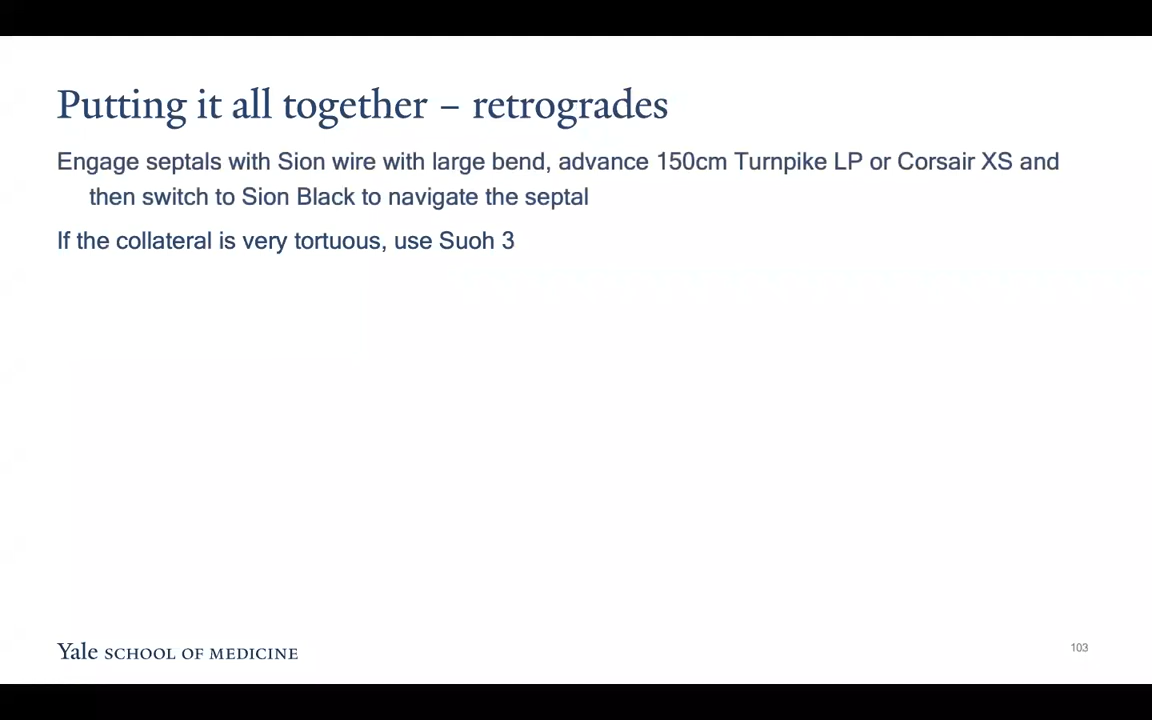 Putting it all together – retrogrades
Engage septals with Sion wire with large bend, advance 150cm Turnpike LP or Corsair XS and
then switch to Sion Black to navigate the septal
If the collateral is very tortuous, use Suoh 3
Yale SCHOOL OF MEDICINE
103